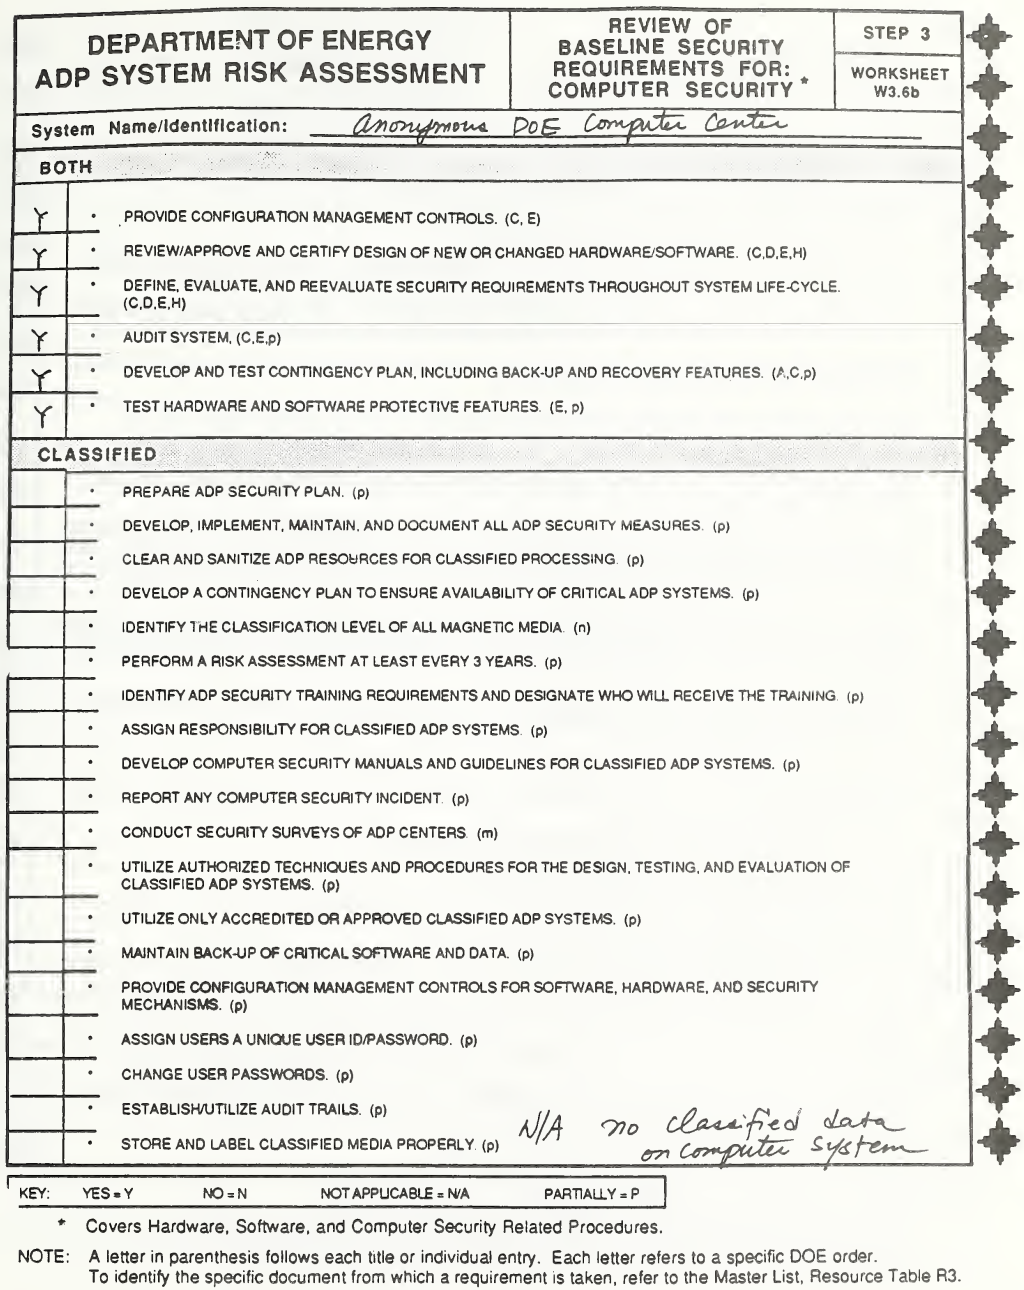 DEPARTMENT OF ENERGY
ADP SYSTEM RISK ASSESSMENT
REVIEW OF
BASELINE SECURITY
REQUIREMENTS FOR:
COMPUTER SECURITY *
STEP 3
WORKSHEET
W3.6b
System Name/Identification: Anonymous DOE Computer Center
BOTH
Y • PROVIDE CONFIGURATION MANAGEMENT CONTROLS. (C, E)
Y • REVIEW/APPROVE AND CERTIFY DESIGN OF NEW OR CHANGED HARDWARE/SOFTWARE. (C,D,E,H)
Y • DEFINE, EVALUATE, AND REEVALUATE SECURITY REQUIREMENTS THROUGHOUT SYSTEM LIFE-CYCLE.
(C,D,E,H)
Y • AUDIT SYSTEM, (C,E,p)
Y • DEVELOP AND TEST CONTINGENCY PLAN, INCLUDING BACK-UP AND RECOVERY FEATURES. (A,C,p)
Y • TEST HARDWARE AND SOFTWARE PROTECTIVE FEATURES. (E, p)
CLASSIFIED
• PREPARE ADP SECURITY PLAN. (p)
• DEVELOP, IMPLEMENT, MAINTAIN, AND DOCUMENT ALL ADP SECURITY MEASURES. (p)
• CLEAR AND SANITIZE ADP RESOURCES FOR CLASSIFIED PROCESSING. (p)
• DEVELOP A CONTINGENCY PLAN TO ENSURE AVAILABILITY OF CRITICAL ADP SYSTEMS. (p)
• IDENTIFY THE CLASSIFICATION LEVEL OF ALL MAGNETIC MEDIA. (n)
• PERFORM A RISK ASSESSMENT AT LEAST EVERY 3 YEARS. (p)
• IDENTIFY ADP SECURITY TRAINING REQUIREMENTS AND DESIGNATE WHO WILL RECEIVE THE TRAINING. (p)
• ASSIGN RESPONSIBILITY FOR CLASSIFIED ADP SYSTEMS. (p)
• DEVELOP COMPUTER SECURITY MANUALS AND GUIDELINES FOR CLASSIFIED ADP SYSTEMS. (p)
• REPORT ANY COMPUTER SECURITY INCIDENT. (p)
• CONDUCT SECURITY SURVEYS OF ADP CENTERS. (m)
• UTILIZE AUTHORIZED TECHNIQUES AND PROCEDURES FOR THE DESIGN, TESTING, AND EVALUATION OF
CLASSIFIED ADP SYSTEMS. (p)
• UTILIZE ONLY ACCREDITED OR APPROVED CLASSIFIED ADP SYSTEMS. (p)
• MAINTAIN BACK-UP OF CRITICAL SOFTWARE AND DATA. (p)
• PROVIDE CONFIGURATION MANAGEMENT CONTROLS FOR SOFTWARE, HARDWARE, AND SECURITY
MECHANISMS. (p)
• ASSIGN USERS A UNIQUE USER ID/PASSWORD. (p)
• CHANGE USER PASSWORDS. (p)
• ESTABLISH/UTILIZE AUDIT TRAILS. (p)
• STORE AND LABEL CLASSIFIED MEDIA PROPERLY. (p)
N/A no classified data
on computer system
KEY: YES = Y NO = N NOT APPLICABLE = N/A PARTIALLY = P
* Covers Hardware, Software, and Computer Security Related Procedures.
NOTE: A letter in parenthesis follows each title or individual entry. Each letter refers to a specific DOE order.
To identify the specific document from which a requirement is taken, refer to the Master List, Resource Table R3.